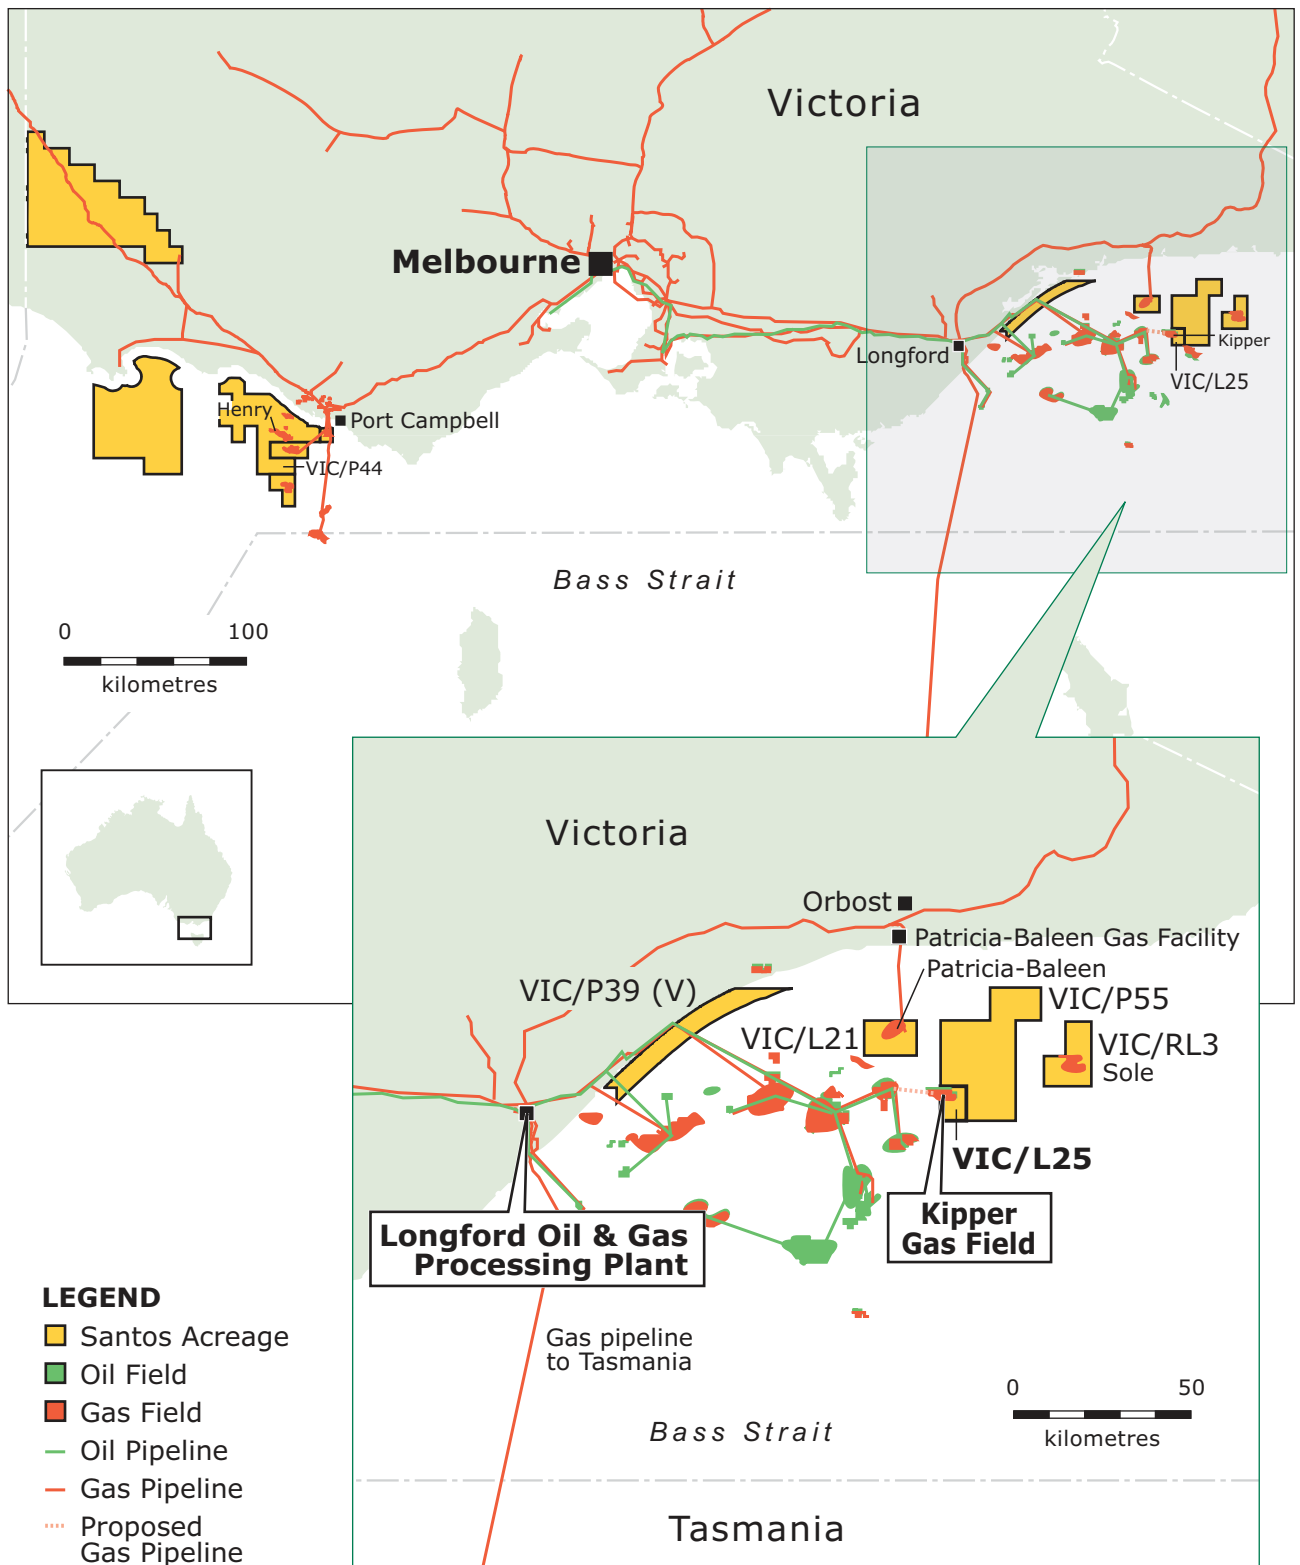 Victoria
Melbourne
Longford
Kipper
VIC/L25
Henry
Port Campbell
VIC/P44
Bass Strait
0 100
kilometres
Victoria
Orbost
Patricia-Baleen Gas Facility
Patricia-Baleen
VIC/P39 (V)
VIC/P55
VIC/L21
VIC/RL3
Sole
VIC/L25
Kipper
Gas Field
Longford Oil & Gas
Processing Plant
LEGEND
Santos Acreage
Oil Field
Gas Field
Oil Pipeline
Gas Pipeline
Proposed
Gas Pipeline
Gas pipeline
to Tasmania
0 50
kilometres
Bass Strait
Tasmania